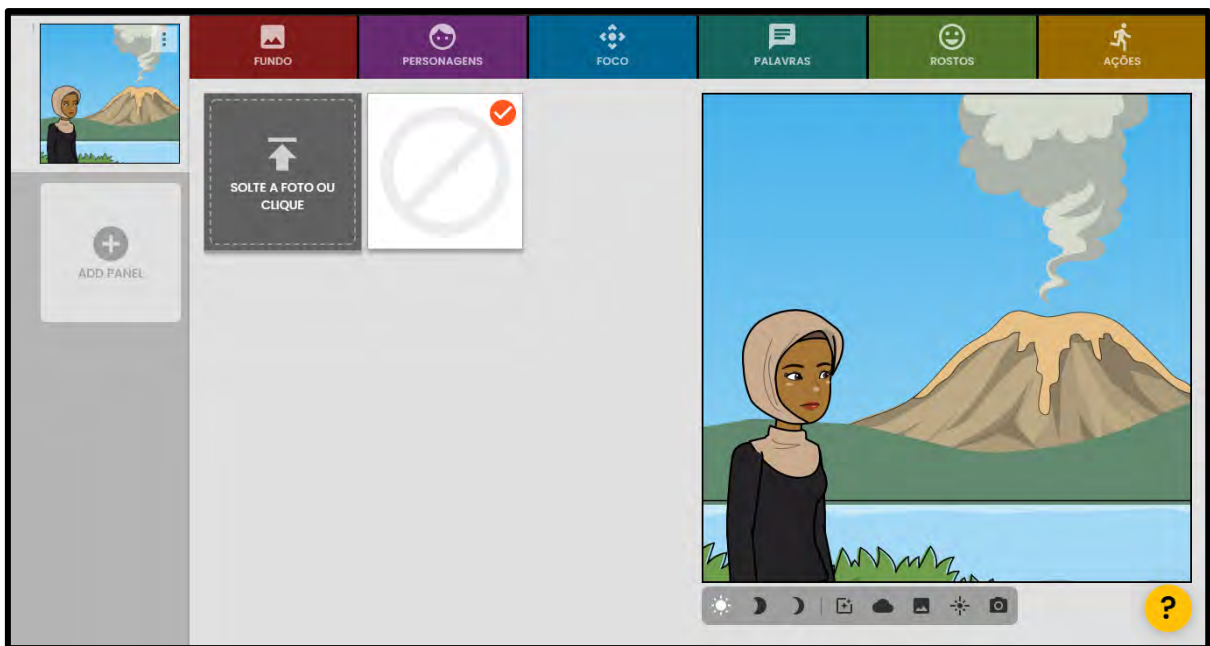 FUNDO
PERSONAGENS
FOCO
PALAVRAS
ROSTOS
AÇÕES
SOLTE A FOTO OU
CLIQUE
ADD PANEL
?